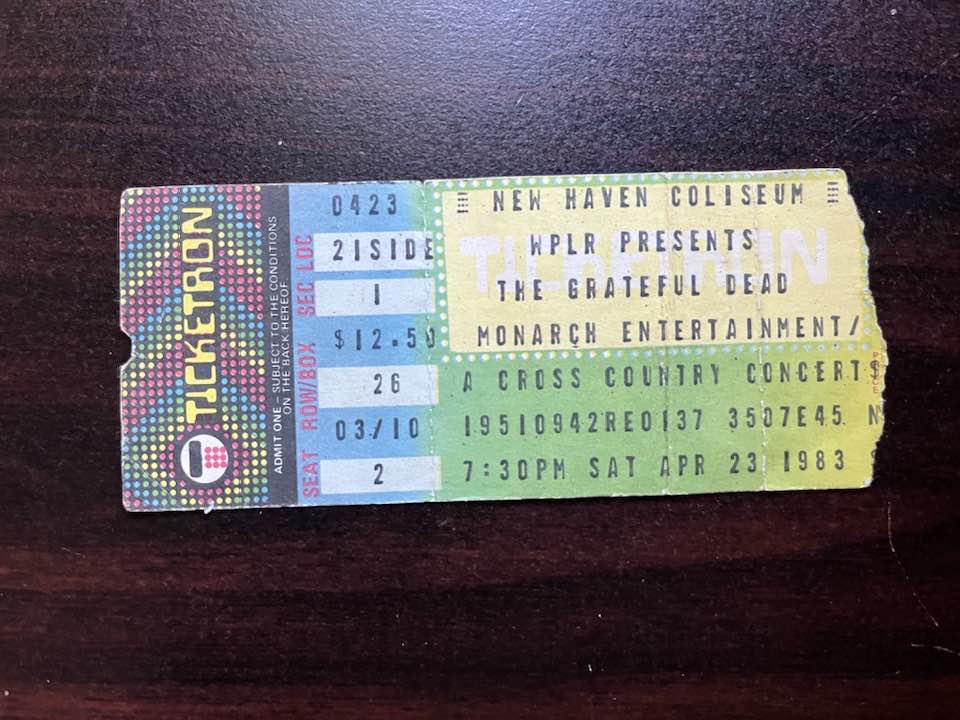 TICKETRON
ADMIT ONE — SUBJECT TO THE CONDITIONS
ON THE BACK HEREOF
SEAT ROW/BOX SEC LOC
0423
21SIDE
1
$12.50
26
03/10
2
TICKETRON
NEW HAVEN COLISEUM
WPLR PRESENTS
THE GRATEFUL DEAD
MONARCH ENTERTAINMENT/
A CROSS COUNTRY CONCERT
19510942RE0137 3507E45 N
7:30PM SAT APR 23 1983